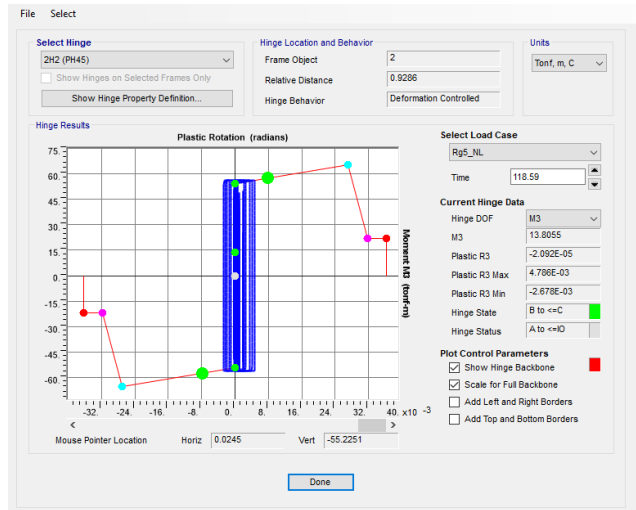 File Select
Select Hinge
2H2 (PH45)
Show Hinges on Selected Frames Only
Show Hinge Property Definition...
Hinge Location and Behavior
Frame Object 2
Relative Distance 0.9286
Hinge Behavior Deformation Controlled
Units
Tonf, m, C
Hinge Results
Plastic Rotation (radians)
75.
60.
45.
30.
15.
0.
-15.
-30.
-45.
-60.
Moment M3 (tonf-m)
-32. -24. -16. -8. 0. 8. 16. 24. 32. 40. x10 -3
Mouse Pointer Location Horiz 0.0245 Vert -55.2251
Select Load Case
Rg5_NL
Time 118.59
Current Hinge Data
Hinge DOF M3
M3 13.8055
Plastic R3 -2.092E-05
Plastic R3 Max 4.786E-03
Plastic R3 Min -2.678E-03
Hinge State B to <=C
Hinge Status A to <=IO
Plot Control Parameters
Show Hinge Backbone
Scale for Full Backbone
Add Left and Right Borders
Add Top and Bottom Borders
Done